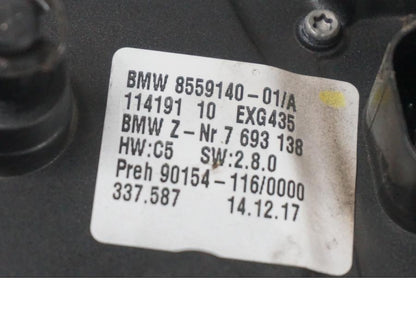 BMW 8559140-01/A
114191 10 EXG435
BMW Z-Nr 7 693 138
HW:C5 SW:2.8.0
Preh 90154-116/0000
337.587 14.12.17